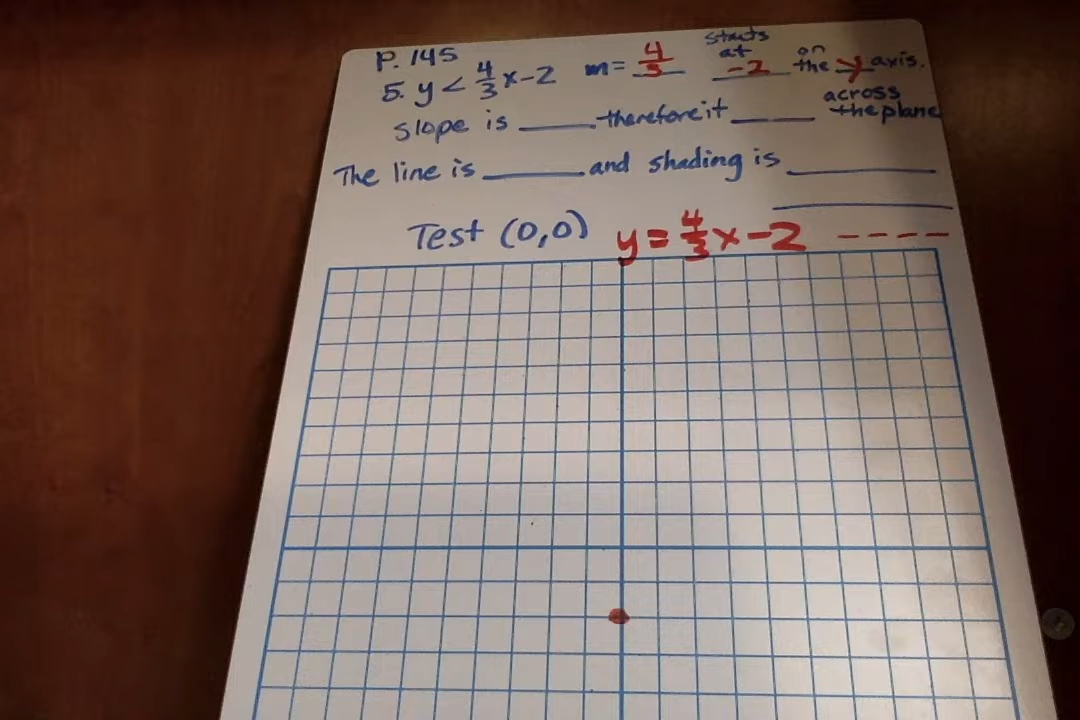 P. 145
5. y < 4/3 x - 2 m = 4/3 starts at -2 on the y axis.
slope is ____ therefore it ____ across the plane
The line is ____ and shading is ____
Test (0,0) y = 4/3 x - 2 ----